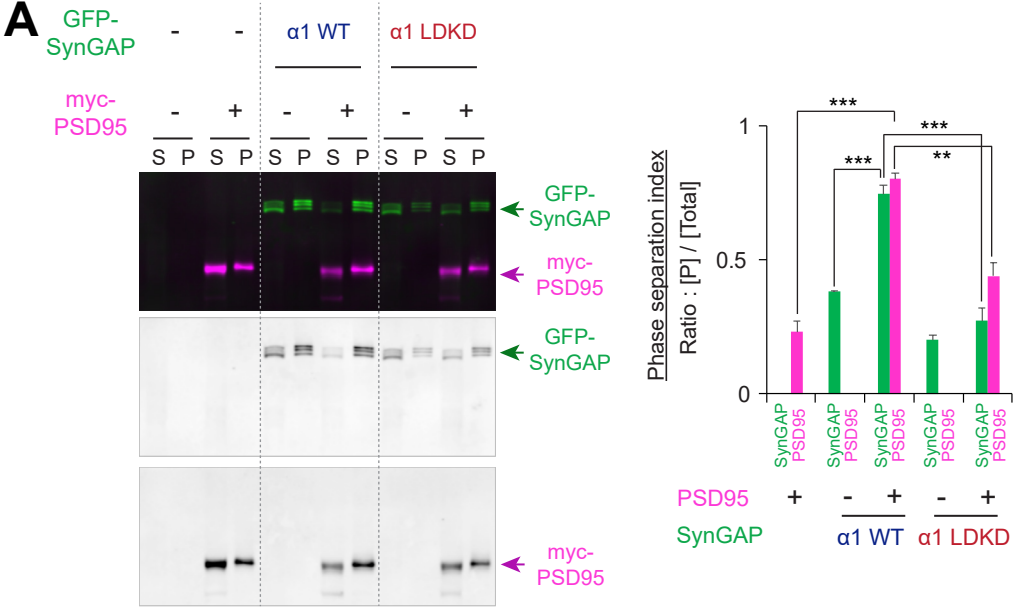 A
GFP-
SynGAP
- - α1 WT α1 LDKD
myc-
PSD95
- + - + - +
S P S P S P S P S P S P
GFP-
SynGAP
myc-
PSD95
GFP-
SynGAP
myc-
PSD95
Phase separation index
Ratio : [P] / [Total]
1
0.5
0
***
***
***
**
SynGAP
PSD95
SynGAP
PSD95
SynGAP
PSD95
SynGAP
PSD95
SynGAP
PSD95
PSD95 + - + - +
SynGAP α1 WT α1 LDKD